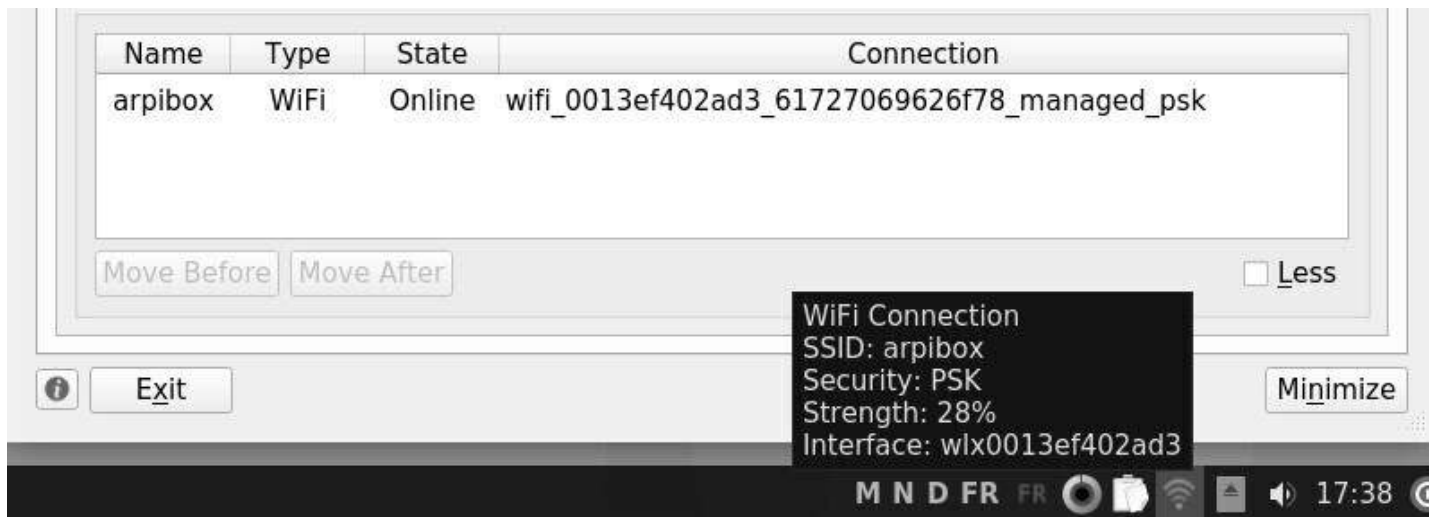 Name Type State Connection
arpibox WiFi Online wifi_0013ef402ad3_61727069626f78_managed_psk
Move Before Move After Less
WiFi Connection
SSID: arpibox
Security: PSK
Strength: 28%
Interface: wlx0013ef402ad3
Exit Minimize
M N D FR FR 17:38